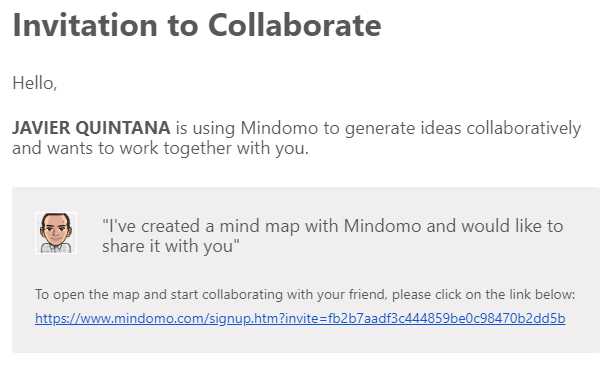 Invitation to Collaborate
Hello,
JAVIER QUINTANA is using Mindomo to generate ideas collaboratively
and wants to work together with you.
"I've created a mind map with Mindomo and would like to
share it with you"
To open the map and start collaborating with your friend, please click on the link below:
https://www.mindomo.com/signup.htm?invite=fb2b7aadf3c444859be0c98470b2dd5b